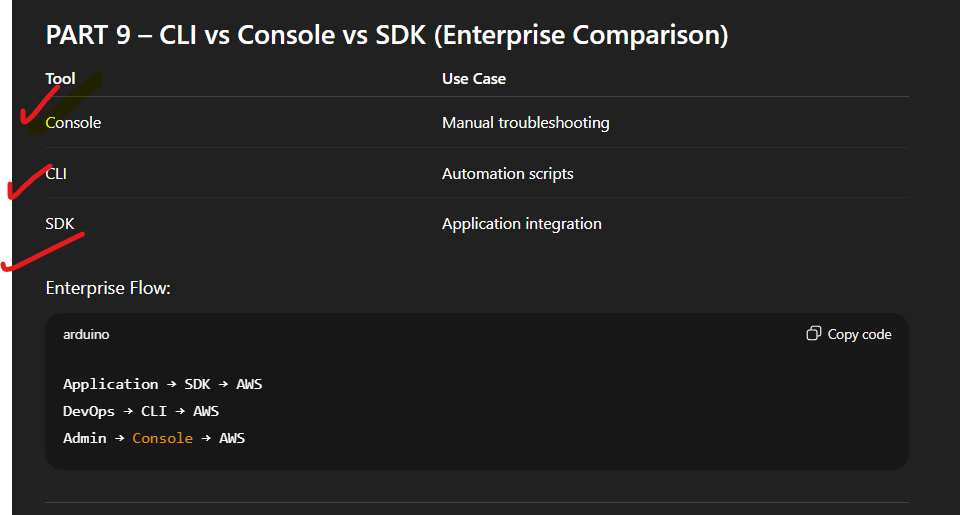 PART 9 – CLI vs Console vs SDK (Enterprise Comparison)
Tool Use Case
Console Manual troubleshooting
CLI Automation scripts
SDK Application integration
Enterprise Flow:
arduino Copy code
Application → SDK → AWS
DevOps → CLI → AWS
Admin → Console → AWS